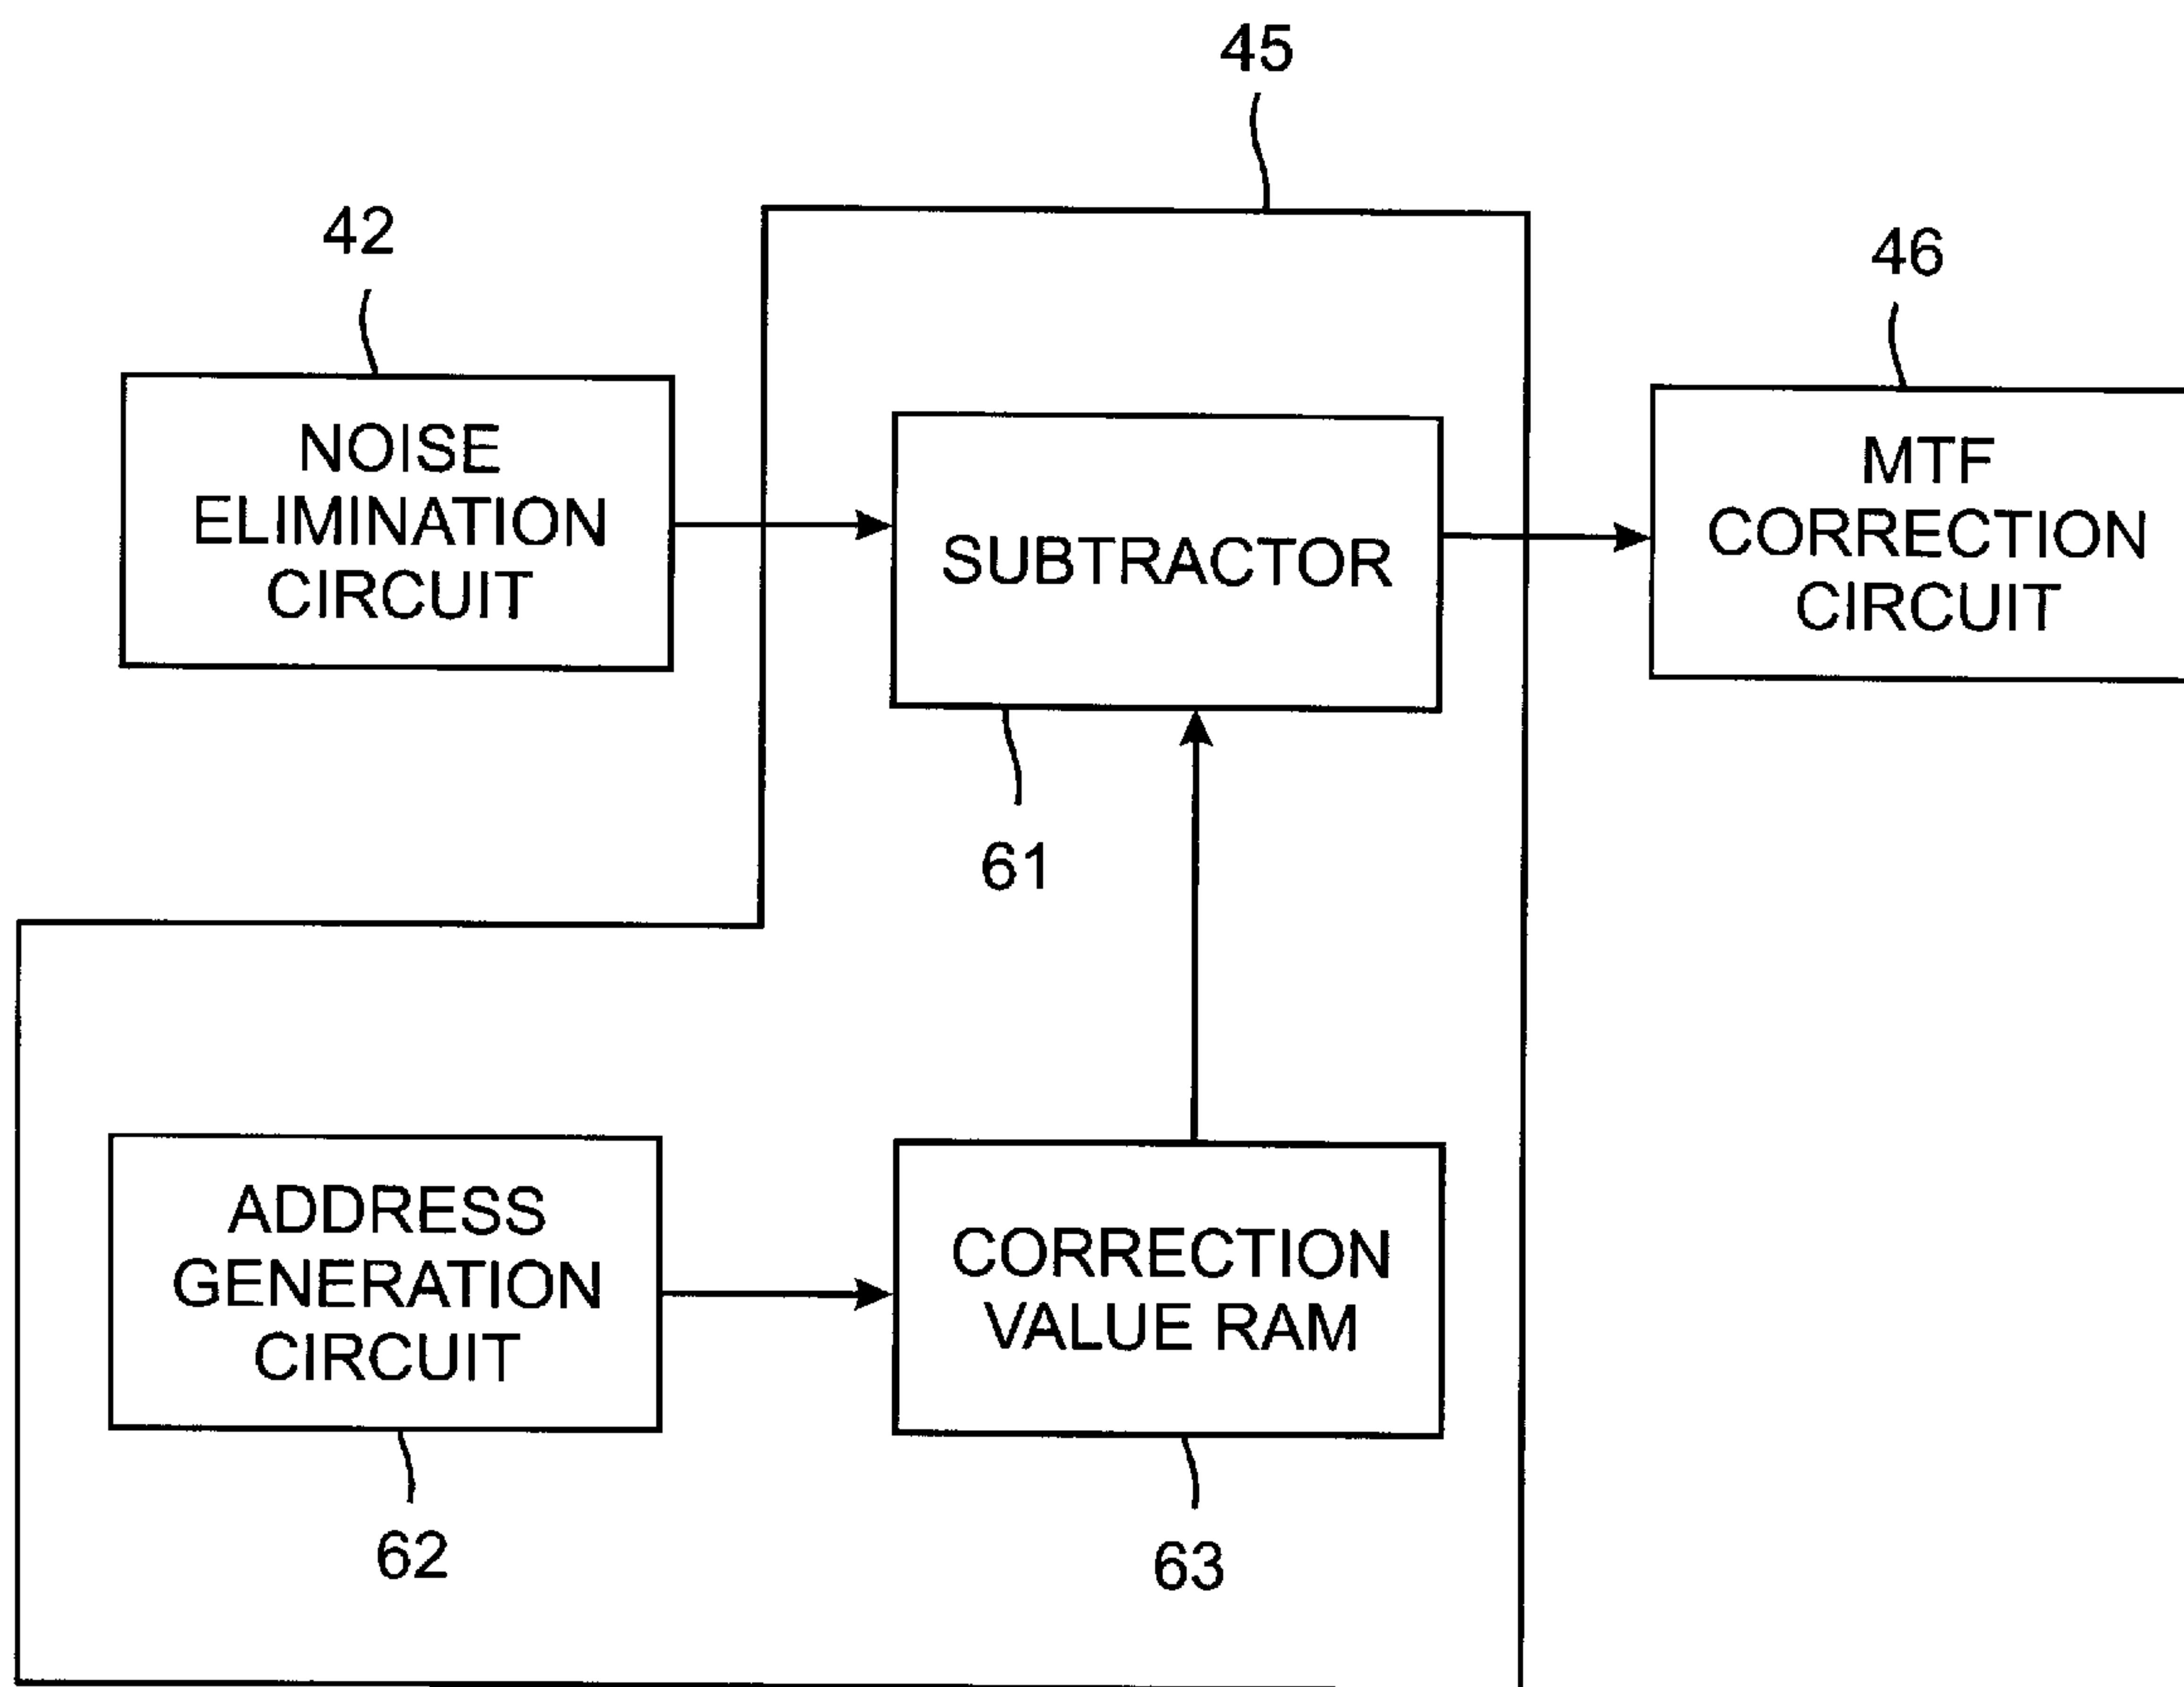 45
42
46
NOISE
ELIMINATION
CIRCUIT
SUBTRACTOR
MTF
CORRECTION
CIRCUIT
61
ADDRESS
GENERATION
CIRCUIT
CORRECTION
VALUE RAM
62
63